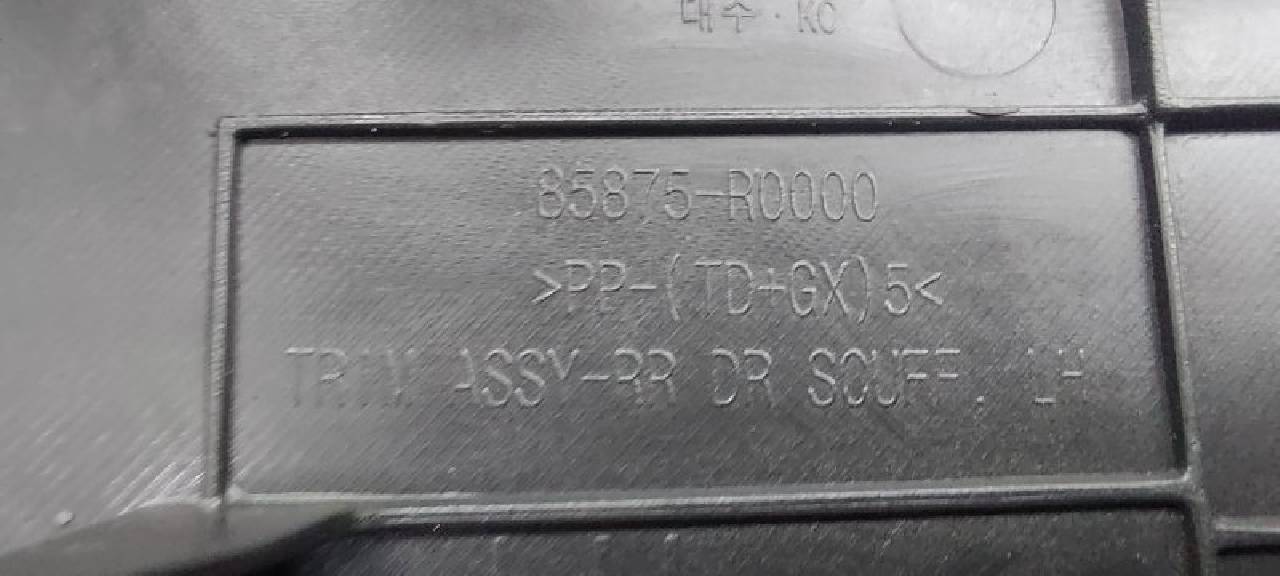 대수·KO
85875-R0000
>PP-(TD+GX)5<
TRIM ASSY-RR DR SCUFF, LH